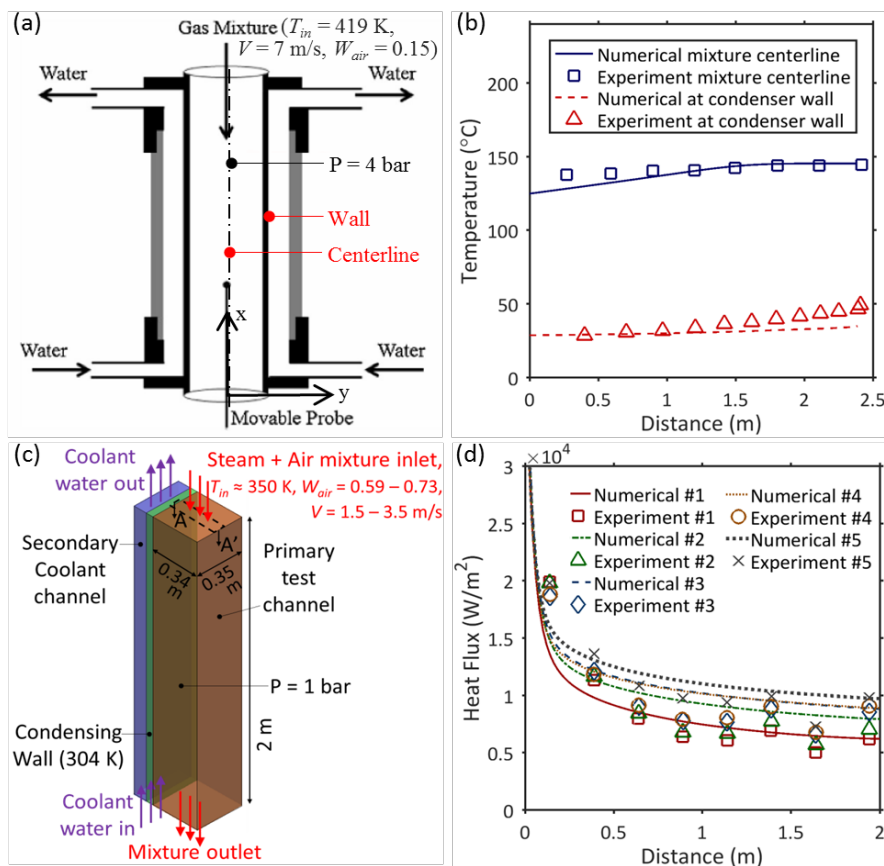 (a)
Gas Mixture (T_in = 419 K,
V = 7 m/s, W_air = 0.15)
Water
Water
P = 4 bar
Wall
Centerline
x
Water
Water
y
Movable Probe
(b)
Numerical mixture centerline
Experiment mixture centerline
Numerical at condenser wall
Experiment at condenser wall
Temperature (°C)
200
150
100
50
0
0
0.5
1
1.5
2
2.5
Distance (m)
(c)
Coolant
water out
Steam + Air mixture inlet,
T_in ≈ 350 K, W_air = 0.59 – 0.73,
V = 1.5 – 3.5 m/s
A
A'
Secondary
Coolant
channel
0.34
m
0.35
m
Primary
test
channel
P = 1 bar
2 m
Condensing
Wall (304 K)
Coolant
water in
Mixture outlet
(d)
×10⁴
Numerical #1
Experiment #1
Numerical #2
Experiment #2
Numerical #3
Experiment #3
Numerical #4
Experiment #4
Numerical #5
Experiment #5
Heat Flux (W/m²)
3
2.5
2
1.5
1
0.5
0
0
0.5
1
1.5
2
Distance (m)